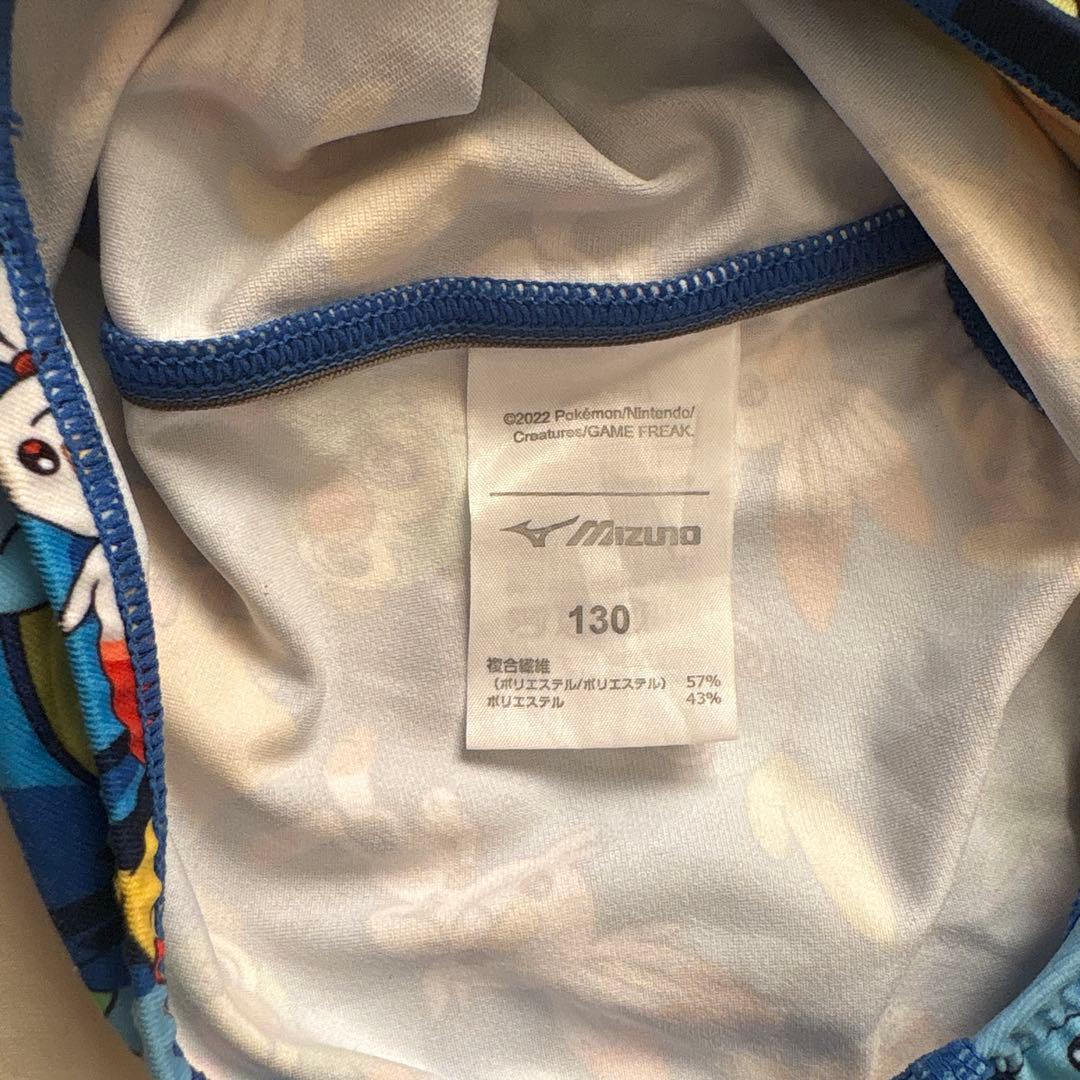 ©2022 Pokémon/Nintendo/
Creatures/GAME FREAK.
Mizuno
130
複合繊維
(ポリエステル/ポリエステル) 57%
ポリエステル 43%